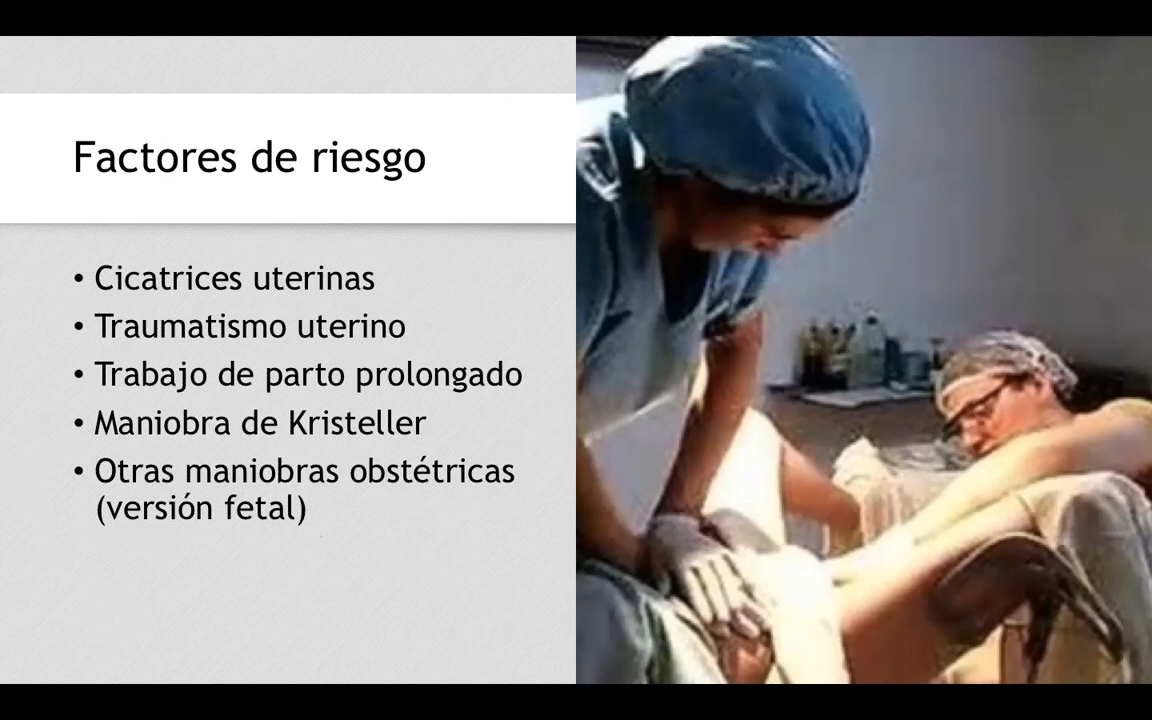 Factores de riesgo
• Cicatrices uterinas
• Traumatismo uterino
• Trabajo de parto prolongado
• Maniobra de Kristeller
• Otras maniobras obstétricas
(versión fetal)